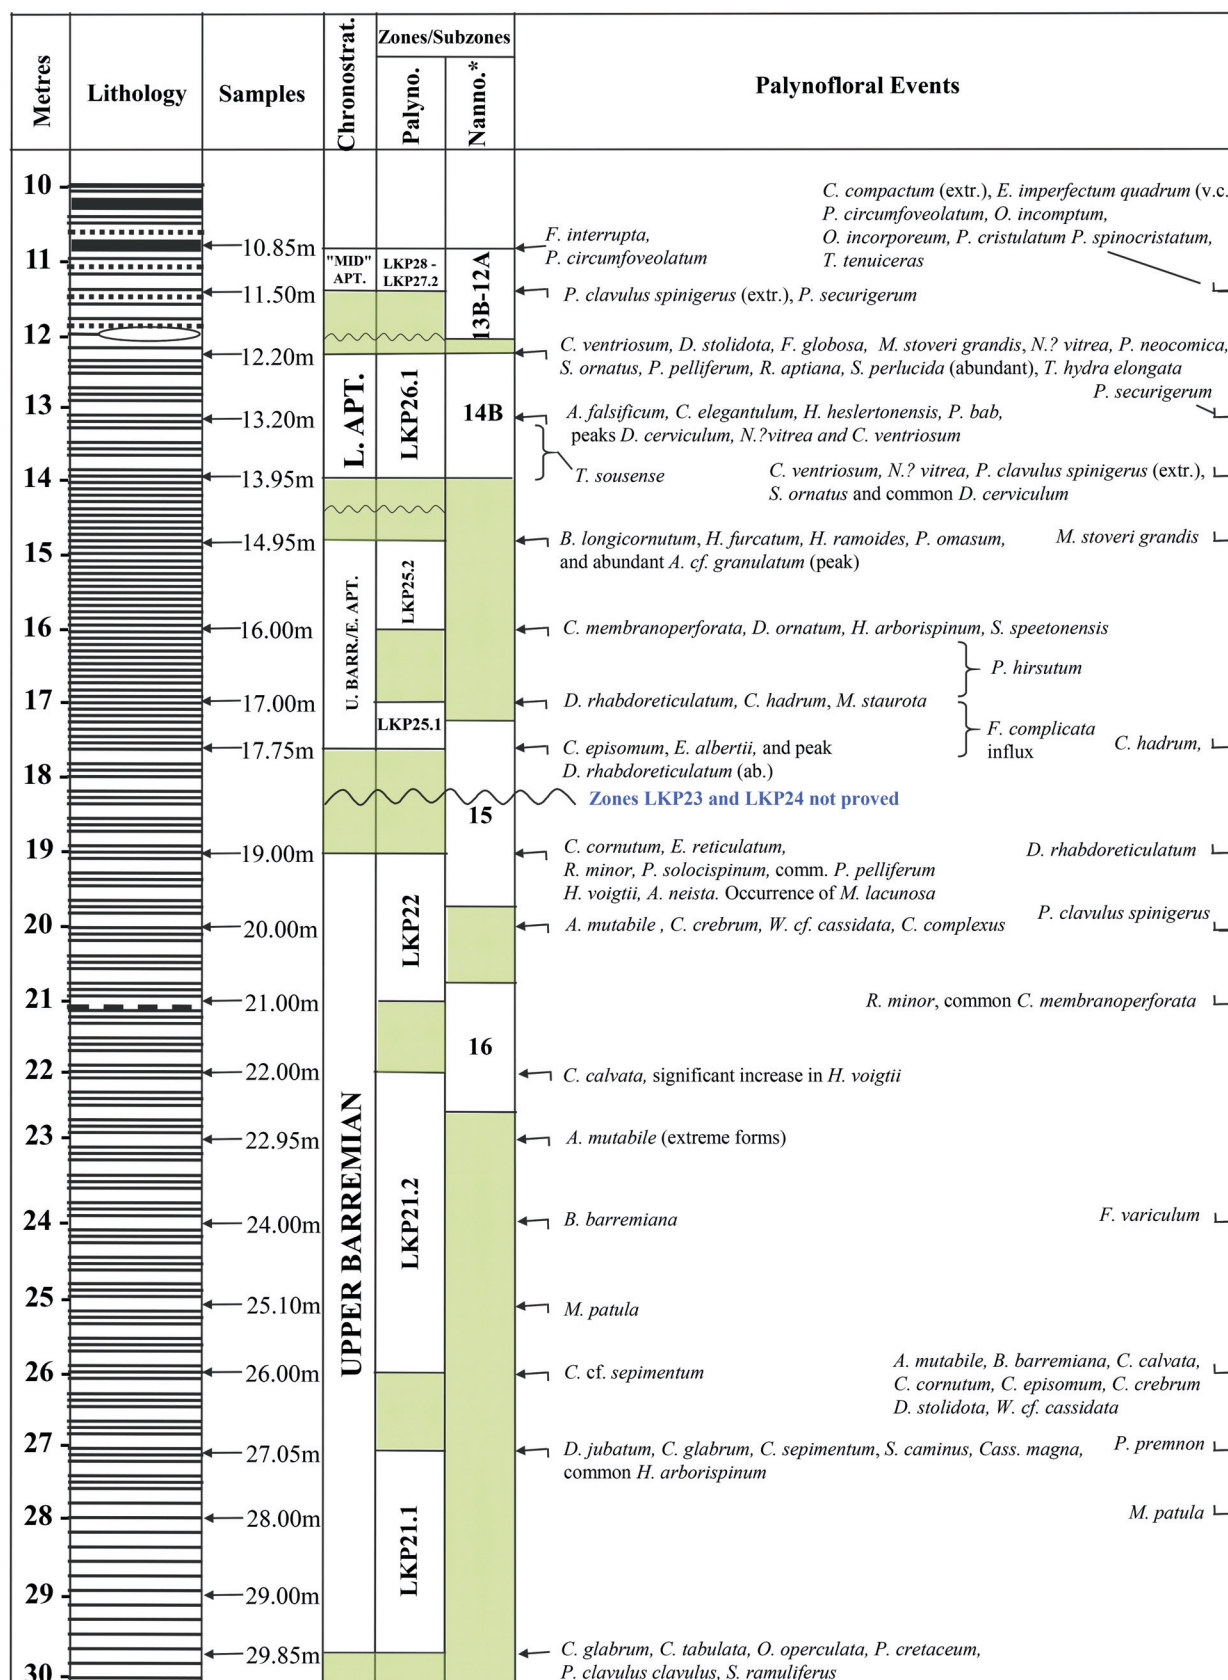 Metres
Lithology
Samples
Chronostrat.
Zones/Subzones
Palyno.
Nanno.*
Palynofloral Events
10
11
12
13
14
15
16
17
18
19
20
21
22
23
24
25
26
27
28
29
30
10.85m
11.50m
12.20m
13.20m
13.95m
14.95m
16.00m
17.00m
17.75m
19.00m
20.00m
21.00m
22.00m
22.95m
24.00m
25.10m
26.00m
27.05m
28.00m
29.00m
29.85m
"MID"
APT.
L. APT.
U. BARR./E. APT.
UPPER BARREMIAN
LKP28 -
LKP27.2
LKP26.1
LKP25.2
LKP25.1
LKP22
LKP21.2
LKP21.1
13B-12A
14B
15
16
C. compactum (extr.), E. imperfectum quadrum (v.c.
P. circumfoveolatum, O. incomptum,
O. incorporeum, P. cristulatum P. spinocristatum,
T. tenuiceras
F. interrupta,
P. circumfoveolatum
P. clavulus spinigerus (extr.), P. securigerum
C. ventriosum, D. stolidota, F. globosa, M. stoveri grandis, N.? vitrea, P. neocomica,
S. ornatus, P. pelliferum, R. aptiana, S. perlucida (abundant), T. hydra elongata
P. securigerum
A. falsificum, C. elegantulum, H. heslertonensis, P. bab,
peaks D. cerviculum, N.?vitrea and C. ventriosum
T. sousense
C. ventriosum, N.? vitrea, P. clavulus spinigerus (extr.),
S. ornatus and common D. cerviculum
B. longicornutum, H. furcatum, H. ramoides, P. omasum,
and abundant A. cf. granulatum (peak)
M. stoveri grandis
C. membranoperforata, D. ornatum, H. arborispinum, S. speetonensis
P. hirsutum
D. rhabdoreticulatum, C. hadrum, M. staurota
F. complicata
influx
C. hadrum,
C. episomum, E. albertii, and peak
D. rhabdoreticulatum (ab.)
Zones LKP23 and LKP24 not proved
C. cornutum, E. reticulatum,
R. minor, P. solocispinum, comm. P. pelliferum
H. voigtii, A. neista. Occurrence of M. lacunosa
D. rhabdoreticulatum
P. clavulus spinigerus
A. mutabile , C. crebrum, W. cf. cassidata, C. complexus
R. minor, common C. membranoperforata
C. calvata, significant increase in H. voigtii
A. mutabile (extreme forms)
B. barremiana
F. variculum
M. patula
C. cf. sepimentum
A. mutabile, B. barremiana, C. calvata,
C. cornutum, C. episomum, C. crebrum
D. stolidota, W. cf. cassidata
D. jubatum, C. glabrum, C. sepimentum, S. caminus, Cass. magna,
common H. arborispinum
P. premnon
M. patula
C. glabrum, C. tabulata, O. operculata, P. cretaceum,
P. clavulus clavulus, S. ramuliferus